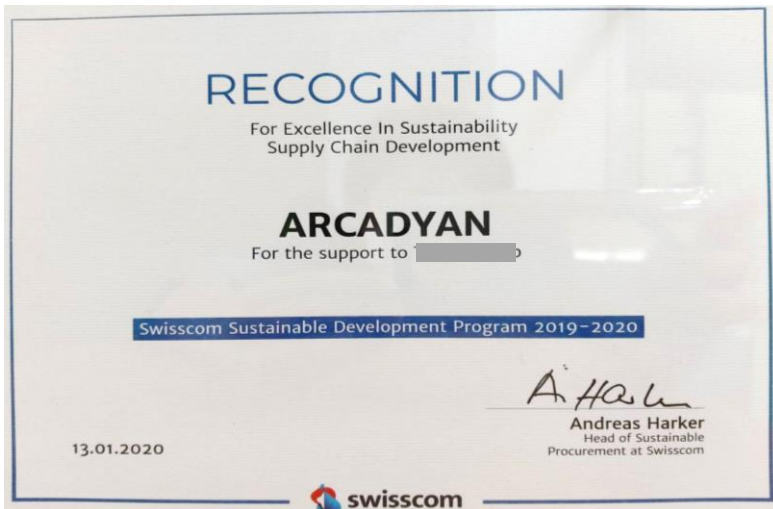 RECOGNITION
For Excellence In Sustainability
Supply Chain Development
ARCADYAN
For the support to
Swisscom Sustainable Development Program 2019-2020
A. Harker
Andreas Harker
Head of Sustainable
13.01.2020
Procurement at Swisscom
swisscom